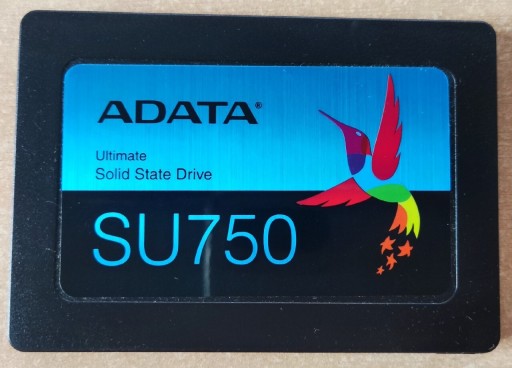 ADATA®
Ultimate
Solid State Drive
SU750